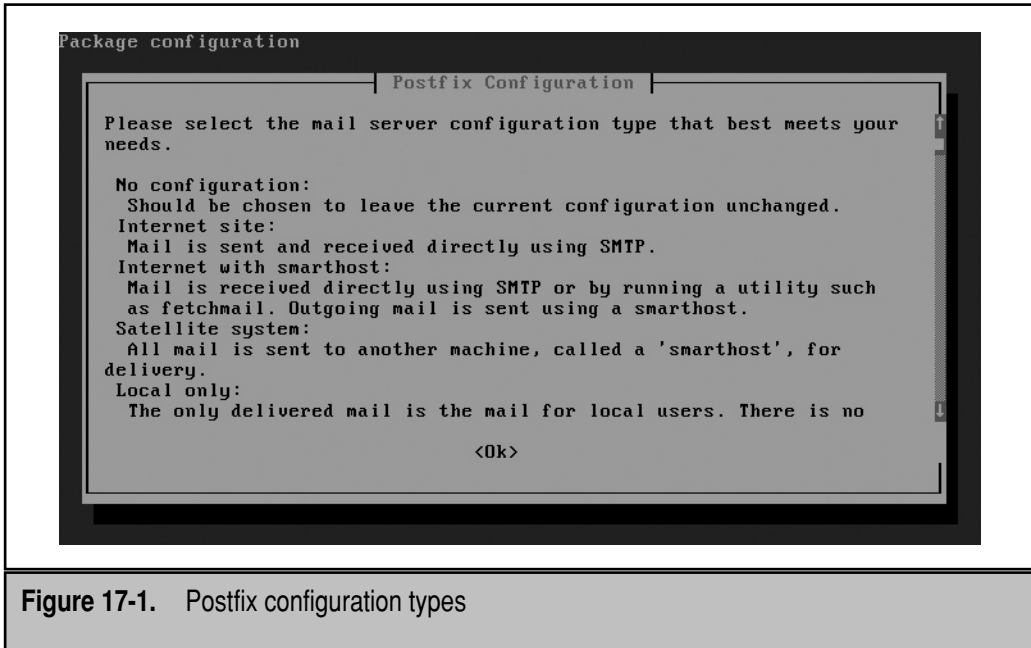 Package configuration
Postfix Configuration
Please select the mail server configuration type that best meets your
needs.
No configuration:
Should be chosen to leave the current configuration unchanged.
Internet site:
Mail is sent and received directly using SMTP.
Internet with smarthost:
Mail is received directly using SMTP or by running a utility such
as fetchmail. Outgoing mail is sent using a smarthost.
Satellite system:
All mail is sent to another machine, called a 'smarthost', for
delivery.
Local only:
The only delivered mail is the mail for local users. There is no
<Ok>
Figure 17-1. Postfix configuration types